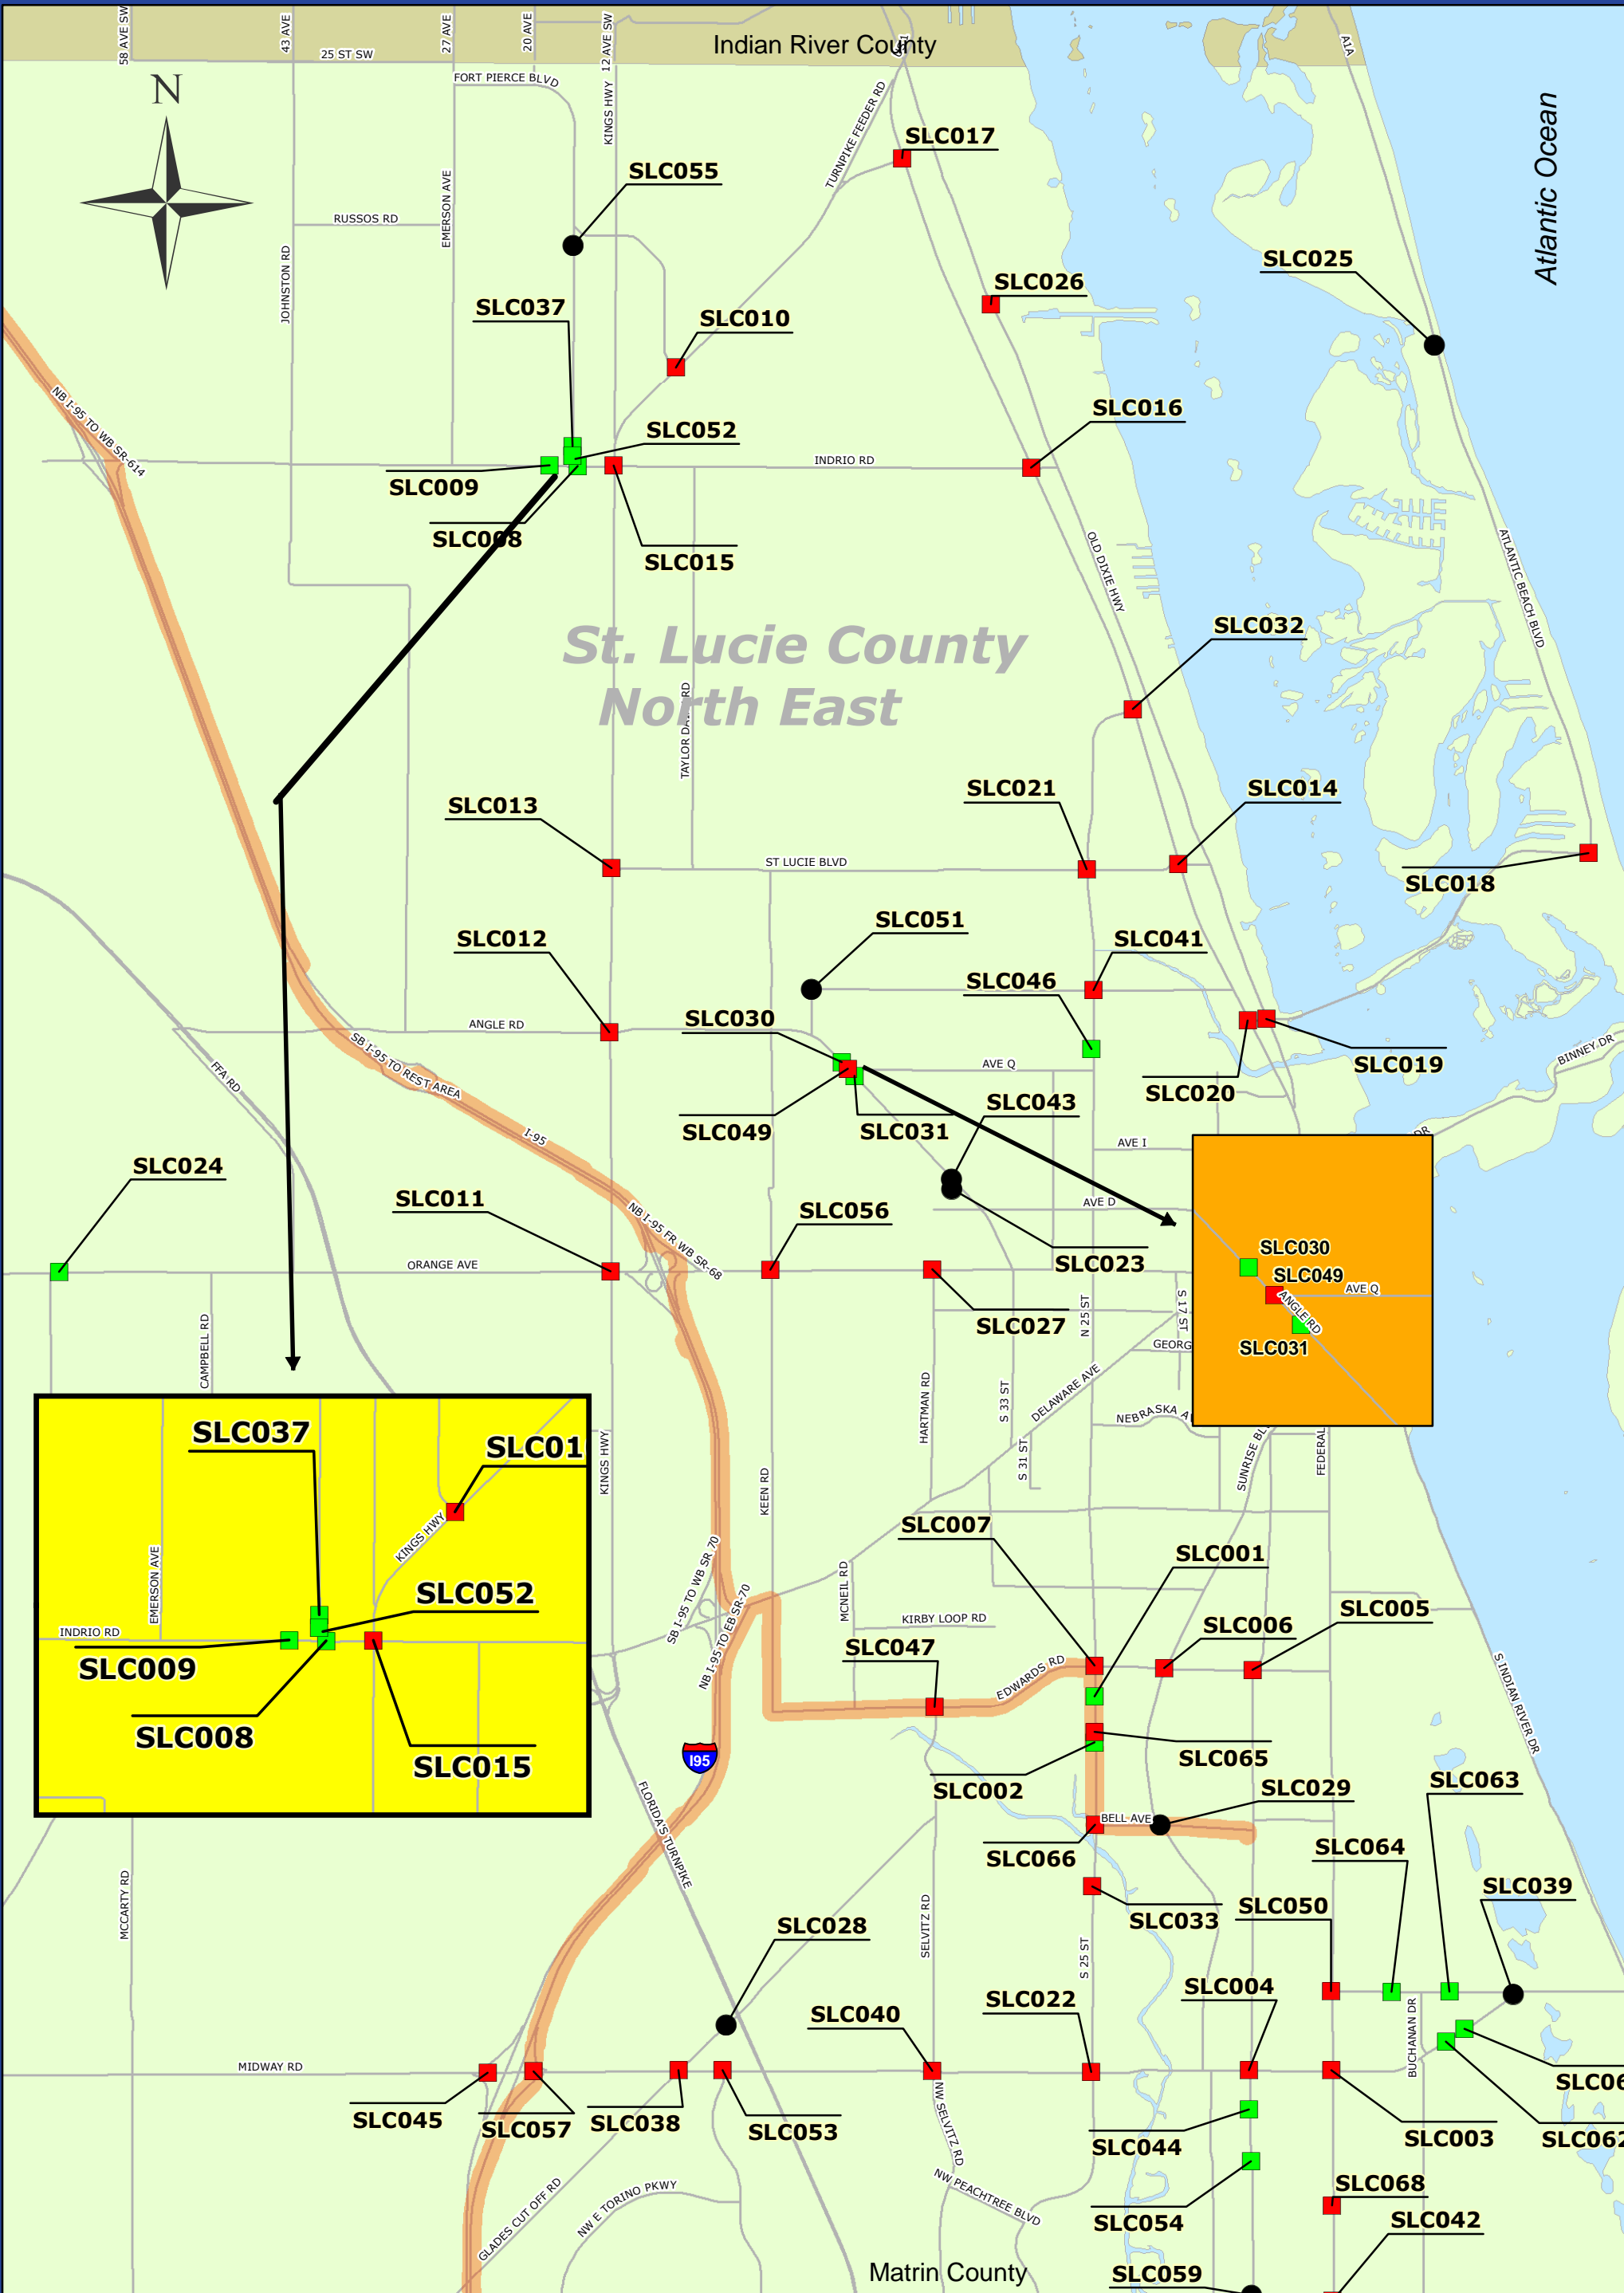 Indian River County
58 AVE SW
43 AVE
25 ST SW
27 AVE
20 AVE
12 AVE SW
KINGS HWY
FORT PIERCE BLVD
A1A
N
TURNPIKE FEEDER RD
SLC017
Atlantic Ocean
SLC055
RUSSOS RD
EMERSON AVE
JOHNSTON RD
SLC025
SLC026
SLC037
SLC010
NB I-95 TO WB SR-614
SLC016
SLC052
INDRIO RD
SLC009
SLC008
SLC015
OLD DIXIE HWY
ATLANTIC BEACH BLVD
St. Lucie County
North East
SLC032
TAYLOR DA RD
SLC021
SLC014
SLC013
ST LUCIE BLVD
SLC018
SLC051
SLC012
SLC041
SLC046
SLC030
ANGLE RD
SB I-95 TO REST AREA
FFA RD
AVE Q
SLC019
BINNEY DR
SLC020
SLC043
SLC049
SLC031
I-95
AVE I
DR
SLC024
SLC011
SLC056
AVE D
NB I-95 FR WB SR-68
SLC023
ORANGE AVE
SLC030
SLC049
AVE Q
ANGLE RD
SLC031
SLC027
N 25 ST
S 17 ST
GEORG
CAMPBELL RD
HARTMAN RD
S 33 ST
DELAWARE AVE
NEBRASKA A
S 31 ST
SUNRISE BL
FEDERAL
KINGS HWY
KEEN RD
SLC037
SLC01
KINGS HWY
EMERSON AVE
SLC052
INDRIO RD
SLC009
SLC008
SLC015
SLC007
SLC001
SB I-95 TO WB SR 70
NB I-95 TO EB SR-70
MCNEIL RD
KIRBY LOOP RD
SLC006
SLC005
SLC047
EDWARDS RD
S INDIAN RIVER DR
I95
SLC065
SLC002
SLC029
SLC063
BELL AVE
FLORIDA'S TURNPIKE
SLC066
SLC064
MCCARTY RD
SLC039
SLC033
SLC050
SLC028
SELVITZ RD
S 25 ST
SLC040
SLC022
SLC004
BUCHANAN DR
MIDWAY RD
SLC06
SLC045
SLC057
SLC038
SLC053
NW SELVITZ RD
SLC044
SLC003
SLC062
GLADES CUT OFF RD
NW E TORINO PKWY
NW PEACHTREE BLVD
SLC068
SLC054
SLC042
Matrin County
SLC059